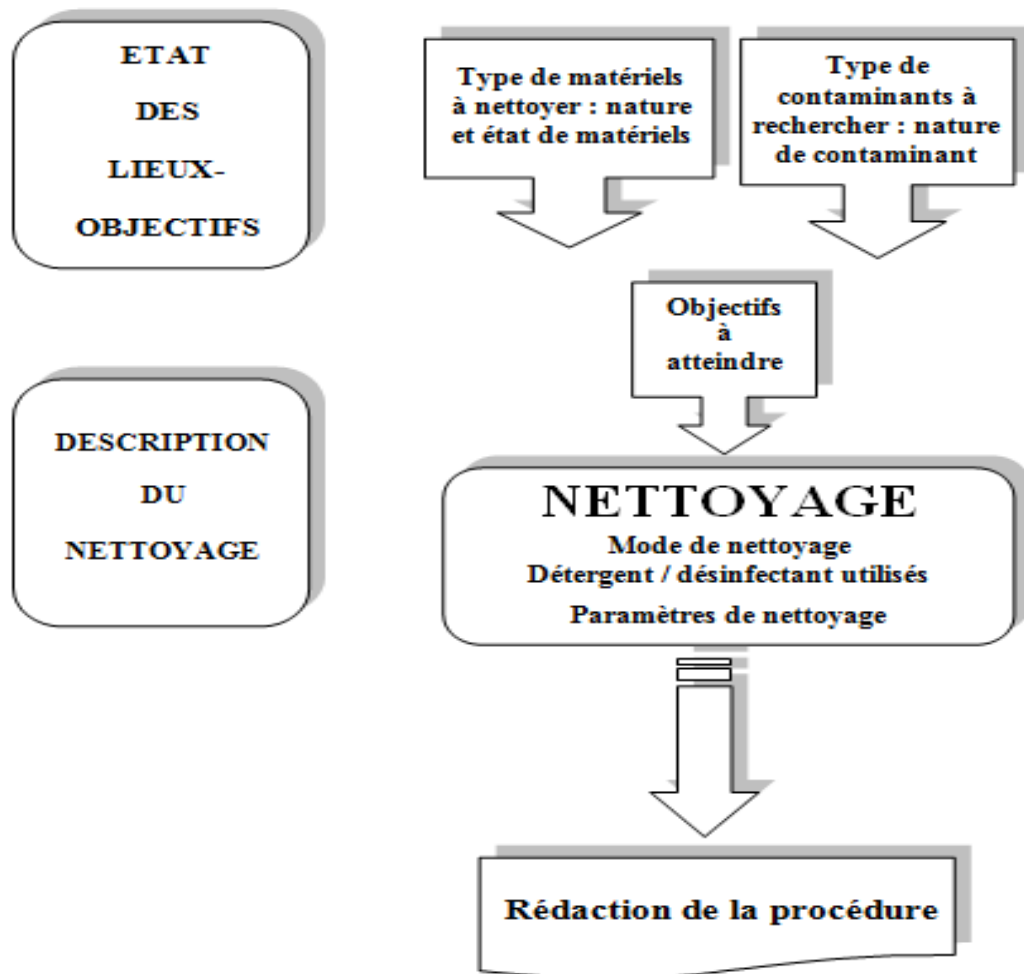 ETAT
DES
LIEUX-
OBJECTIFS
Type de matériels
à nettoyer : nature
et état de matériels
Type de
contaminants à
rechercher : nature
de contaminant
Objectifs
à
atteindre
DESCRIPTION
DU
NETTOYAGE
NETTOYAGE
Mode de nettoyage
Détergent / désinfectant utilisés
Paramètres de nettoyage
Rédaction de la procédure